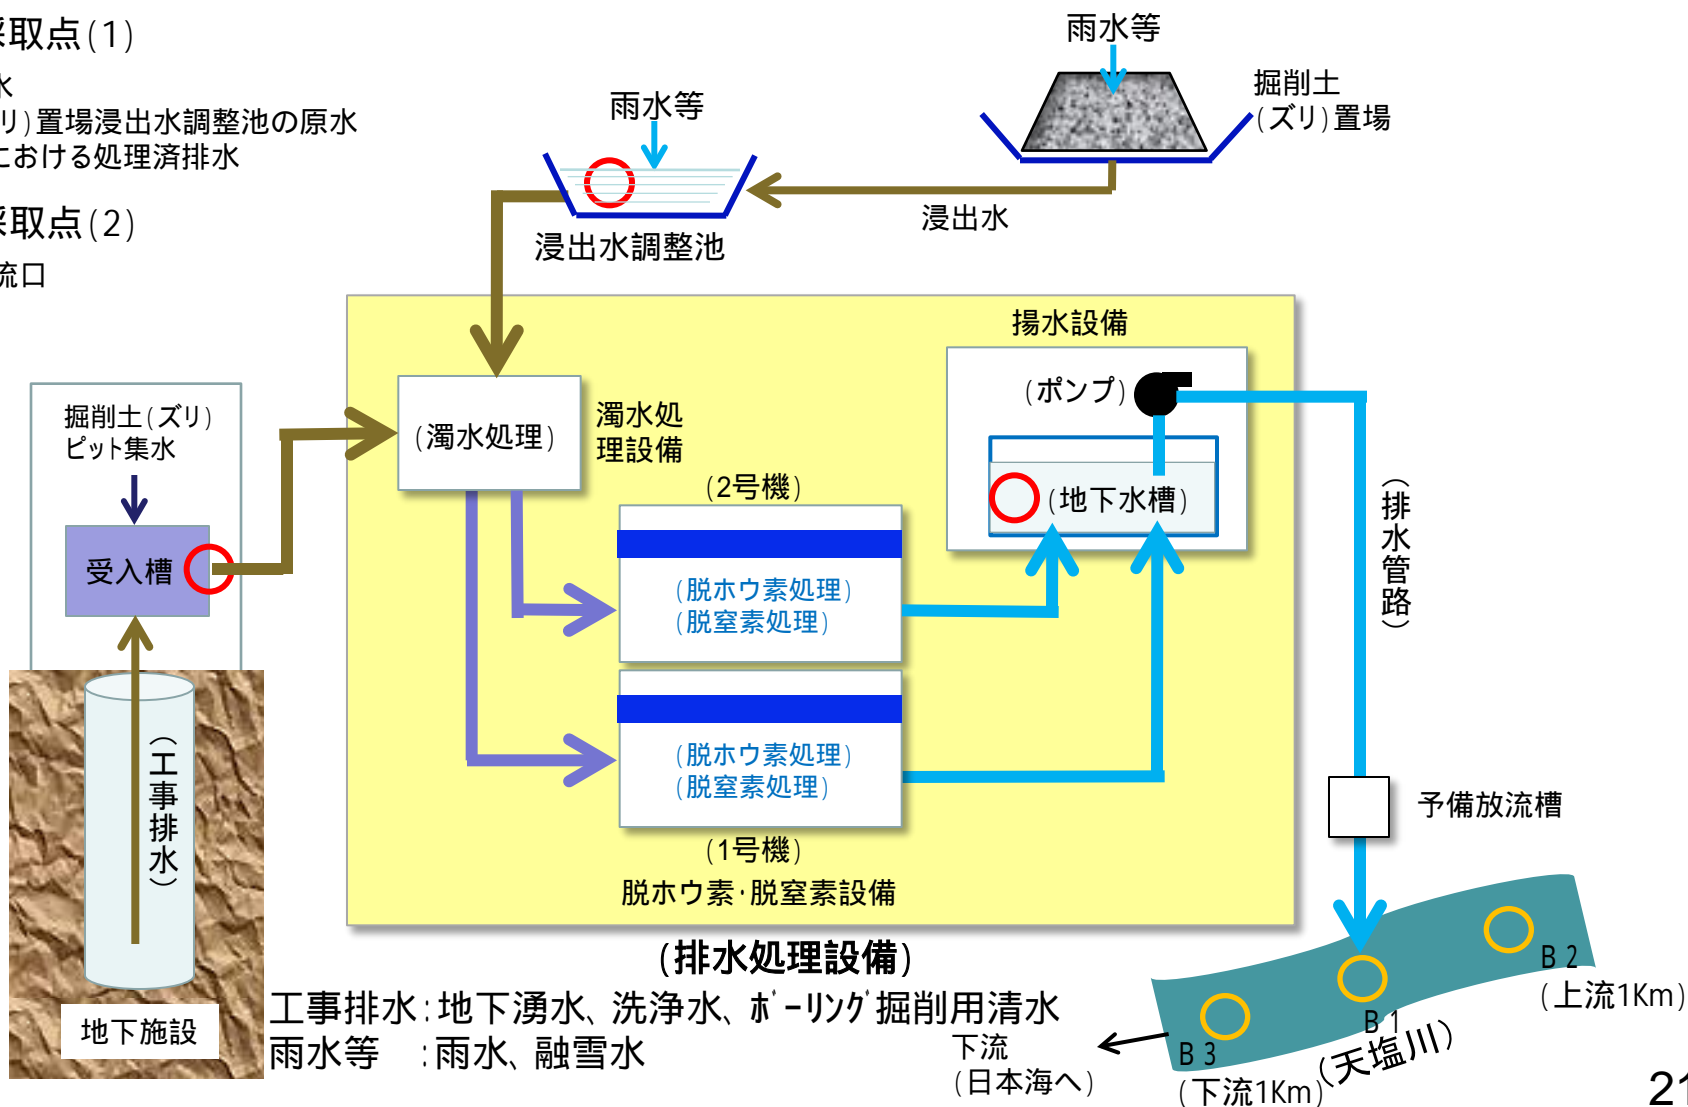 取点(1)
水
リ)置場浸出水調整池の原水
における処理済排水
取点(2)
流口
雨水等
掘削土
(ズリ)置場
雨水等
浸出水
浸出水調整池
揚水設備
(ポンプ)
(地下水槽)
掘削土(ズリ)
ピット集水
受入槽
(濁水処理)
濁水処
理設備
(2号機)
(脱ホウ素処理)
(脱窒素処理)
(脱ホウ素処理)
(脱窒素処理)
(1号機)
脱ホウ素・脱窒素設備
(排水処理設備)
(排水管路)
予備放流槽
(工事排水)
地下施設
工事排水:地下湧水、洗浄水、ボーリング掘削用清水
雨水等 :雨水、融雪水
下流
(日本海へ)
B2
(上流1Km)
B1
(天塩川)
B3
(下流1Km)
21